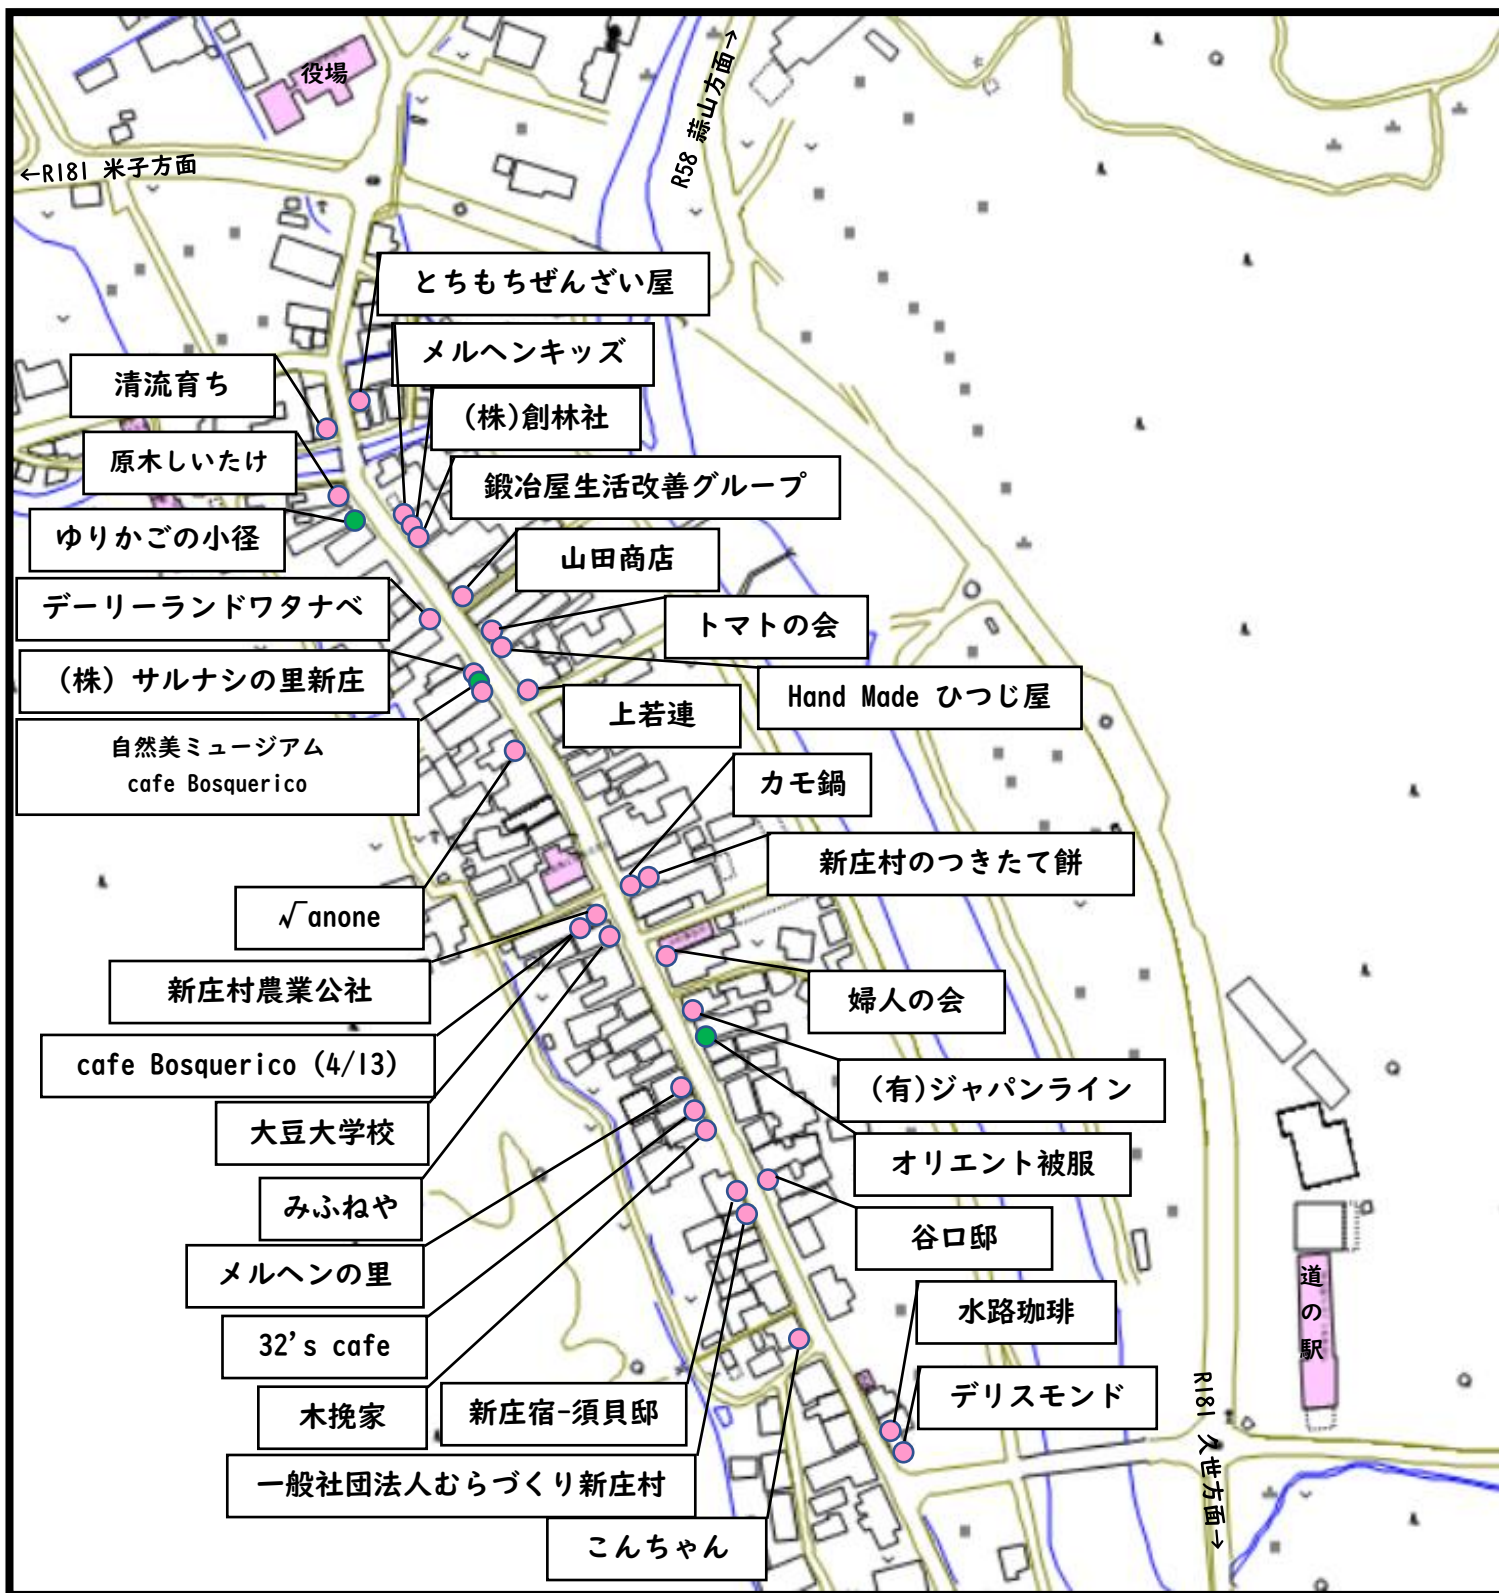 役場
R58 蒜山方面→
←R181 米子方面
とちもちぜんざい屋
メルヘンキッズ
清流育ち
(株)創林社
原木しいたけ
鍛冶屋生活改善グループ
ゆりかごの小径
山田商店
デーリーランドワタナベ
トマトの会
(株) サルナシの里新庄
Hand Made ひつじ屋
上若連
自然美ミュージアム
cafe Bosquerico
カモ鍋
新庄村のつきたて餅
√anone
新庄村農業公社
婦人の会
cafe Bosquerico (4/13)
(有)ジャパンライン
大豆大学校
オリエント被服
みふねや
谷口邸
メルヘンの里
道の駅
水路珈琲
32's cafe
デリスモンド
木挽家
新庄宿-須貝邸
R181 久世方面→
一般社団法人むらづくり新庄村
こんちゃん